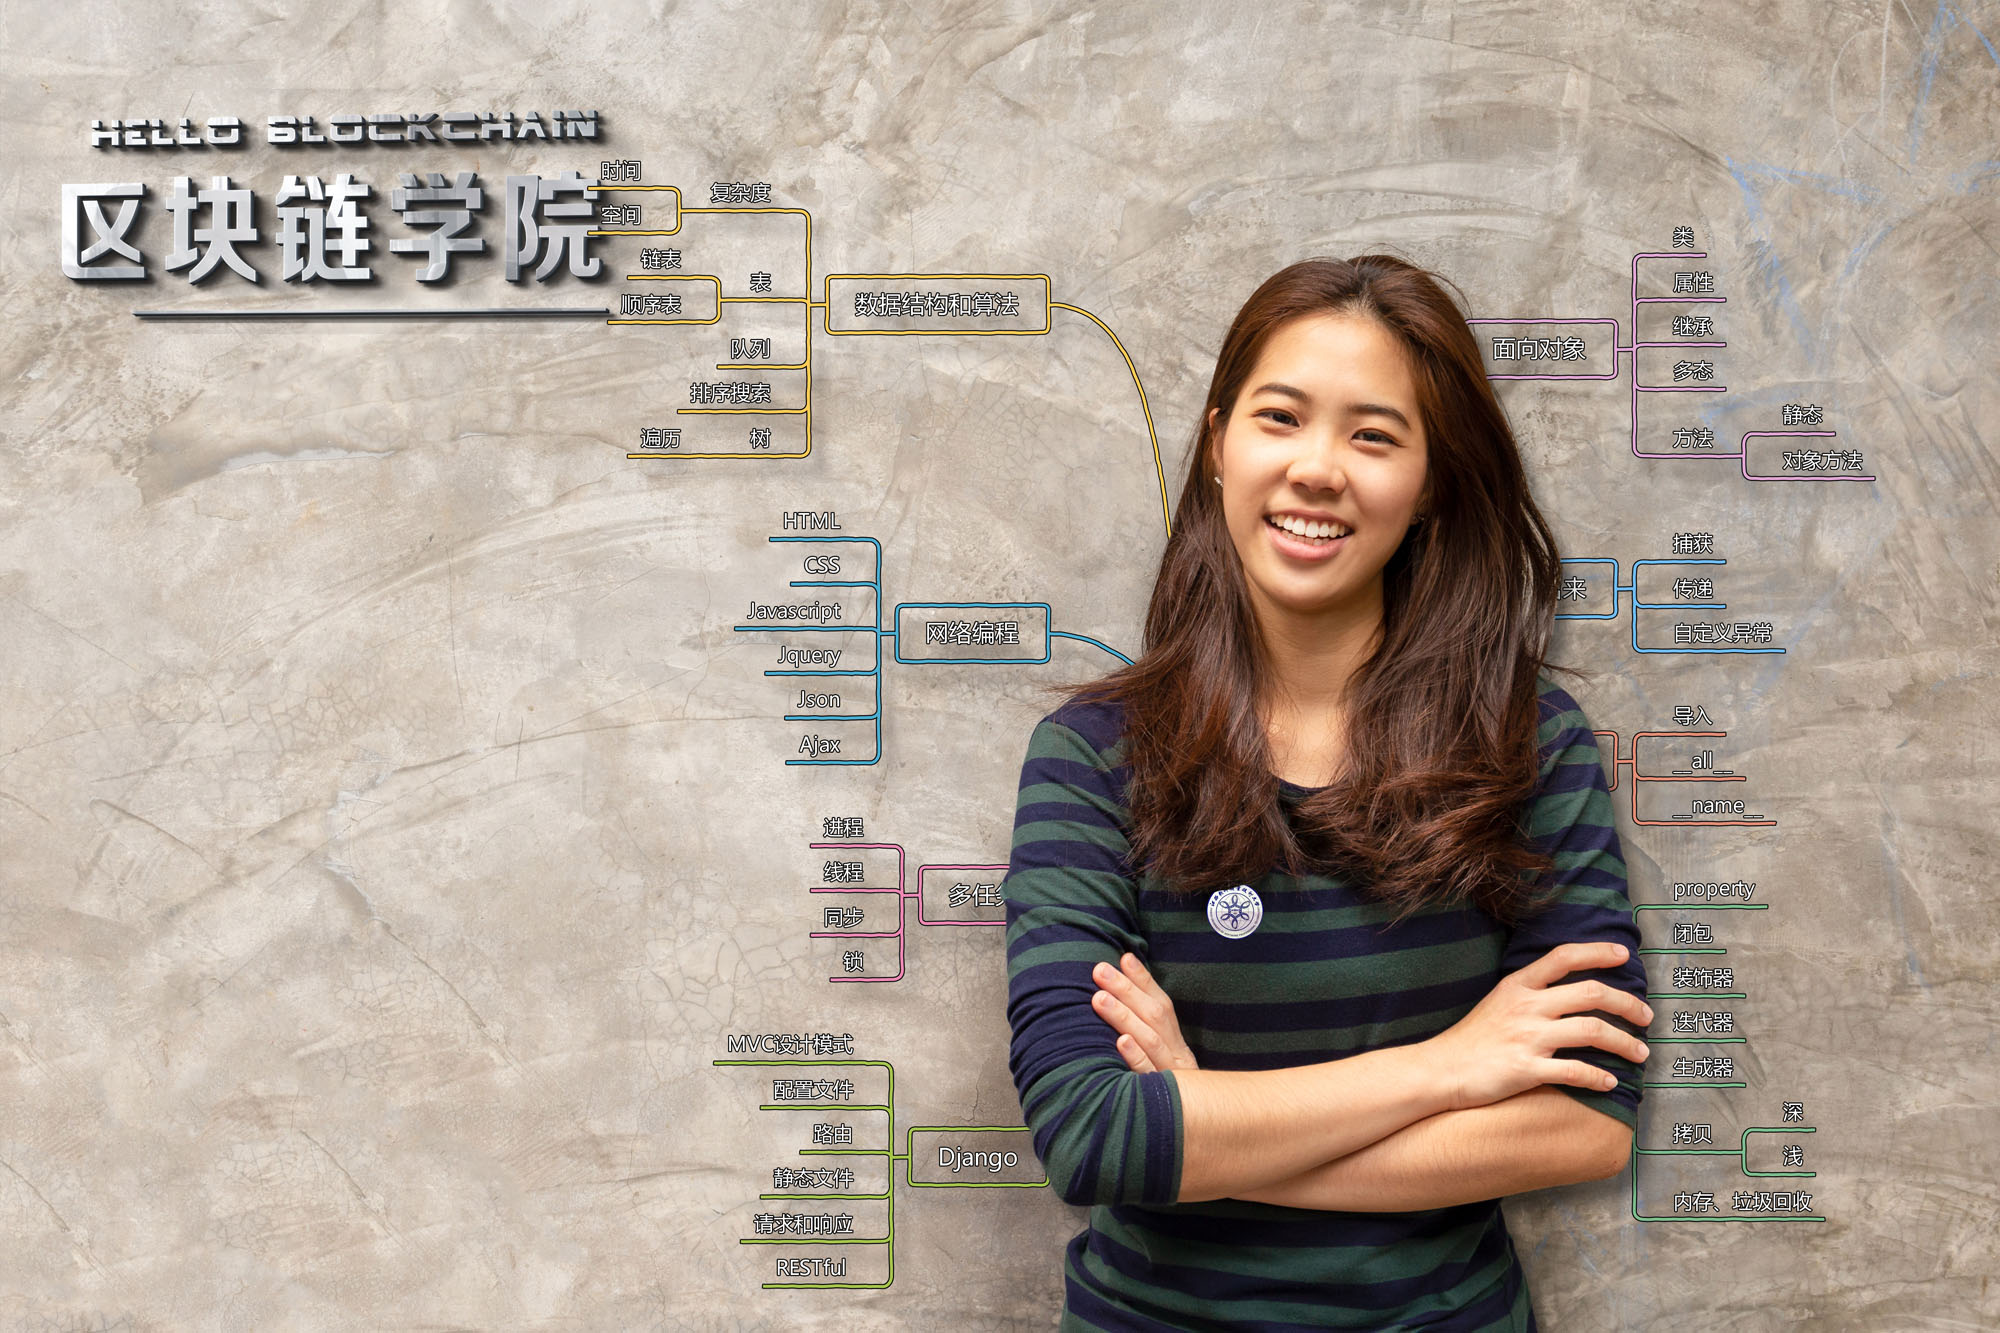 HELLO BLOCKCHAIN
区块链学院
时间
空间
复杂度
链表
顺序表
表
队列
排序搜索
遍历
树
数据结构和算法
HTML
CSS
Javascript
Jquery
Json
Ajax
网络编程
进程
线程
同步
锁
多任
MVC设计模式
配置文件
路由
静态文件
请求和响应
RESTful
Django
面向对象
类
属性
继承
多态
方法
静态
对象方法
来
捕获
传递
自定义异常
导入
__all__
__name__
property
闭包
装饰器
迭代器
生成器
拷贝
深
浅
内存、垃圾回收